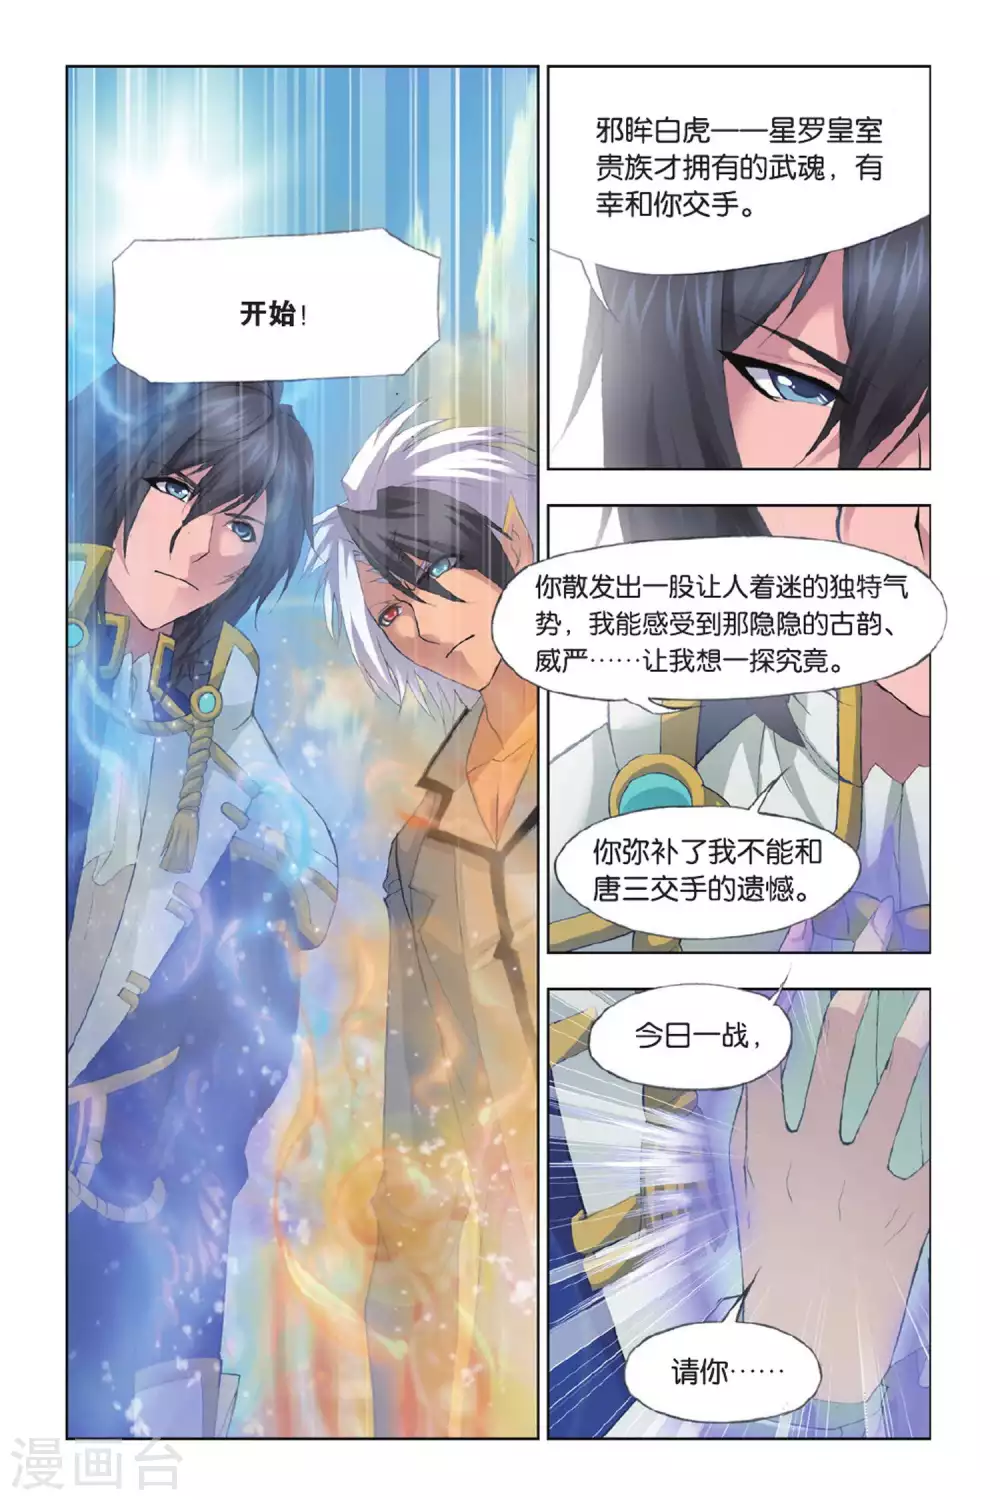 开始！
邪眸白虎——星罗皇室
贵族才拥有的武魂，有
幸和你交手。
你散发出一股让人着迷的独特气
势，我能感受到那隐隐的古韵、
威严……让我想一探究竟。
你弥补了我不能和
唐三交手的遗憾。
今日一战，
请你……
漫画台